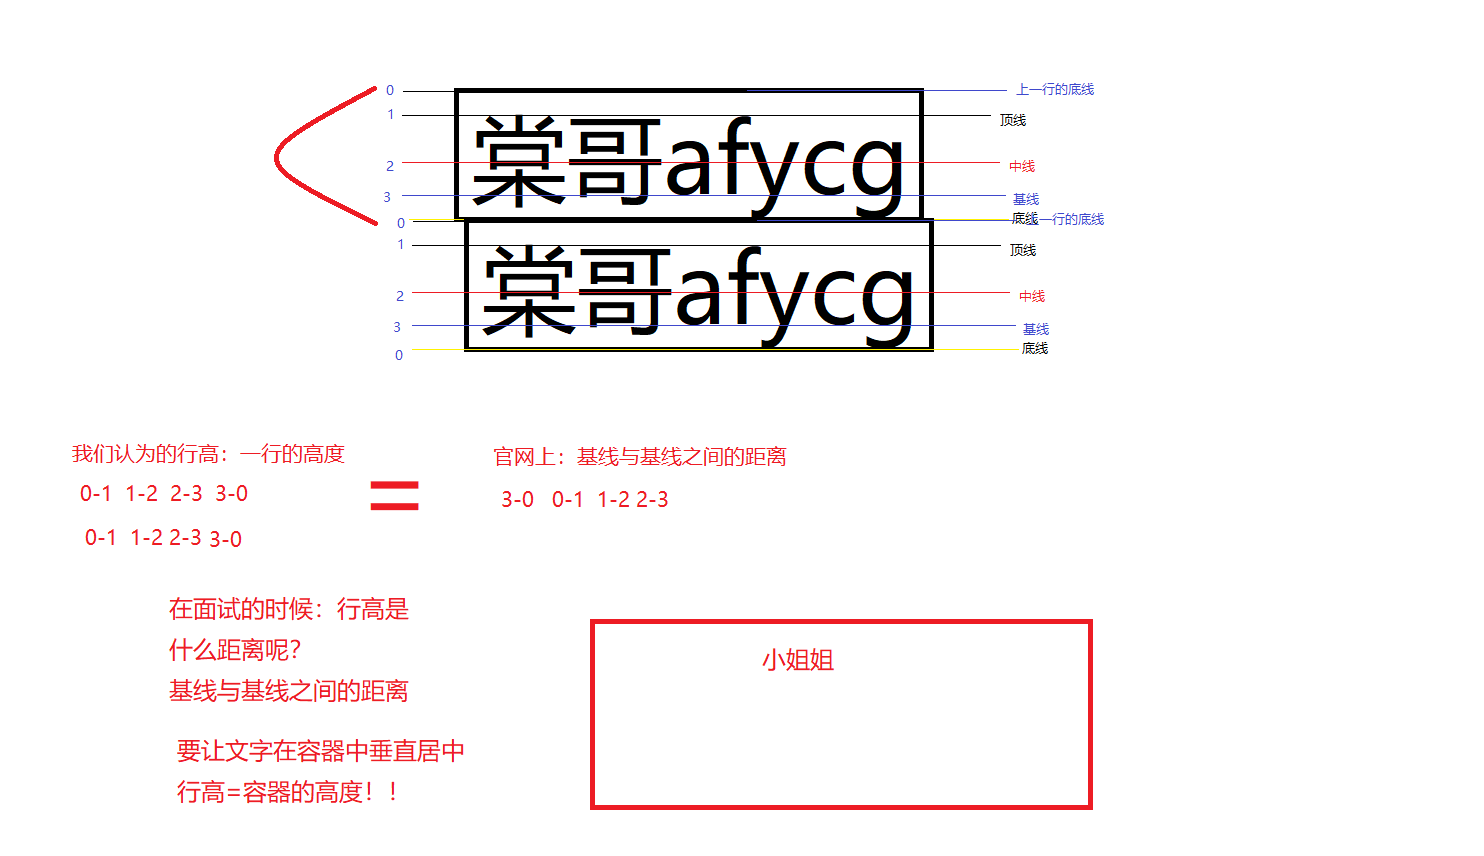 0 上一行的底线
1 顶线
棠哥afycg
2 中线
3 基线
0 底线 上一行的底线
1 顶线
棠哥afycg
2 中线
3 基线
0 底线
我们认为的行高：一行的高度
0-1 1-2 2-3 3-0
0-1 1-2 2-3 3-0
=
官网上：基线与基线之间的距离
3-0 0-1 1-2 2-3
在面试的时候：行高是
什么距离呢？
基线与基线之间的距离
要让文字在容器中垂直居中
行高=容器的高度！！
小姐姐